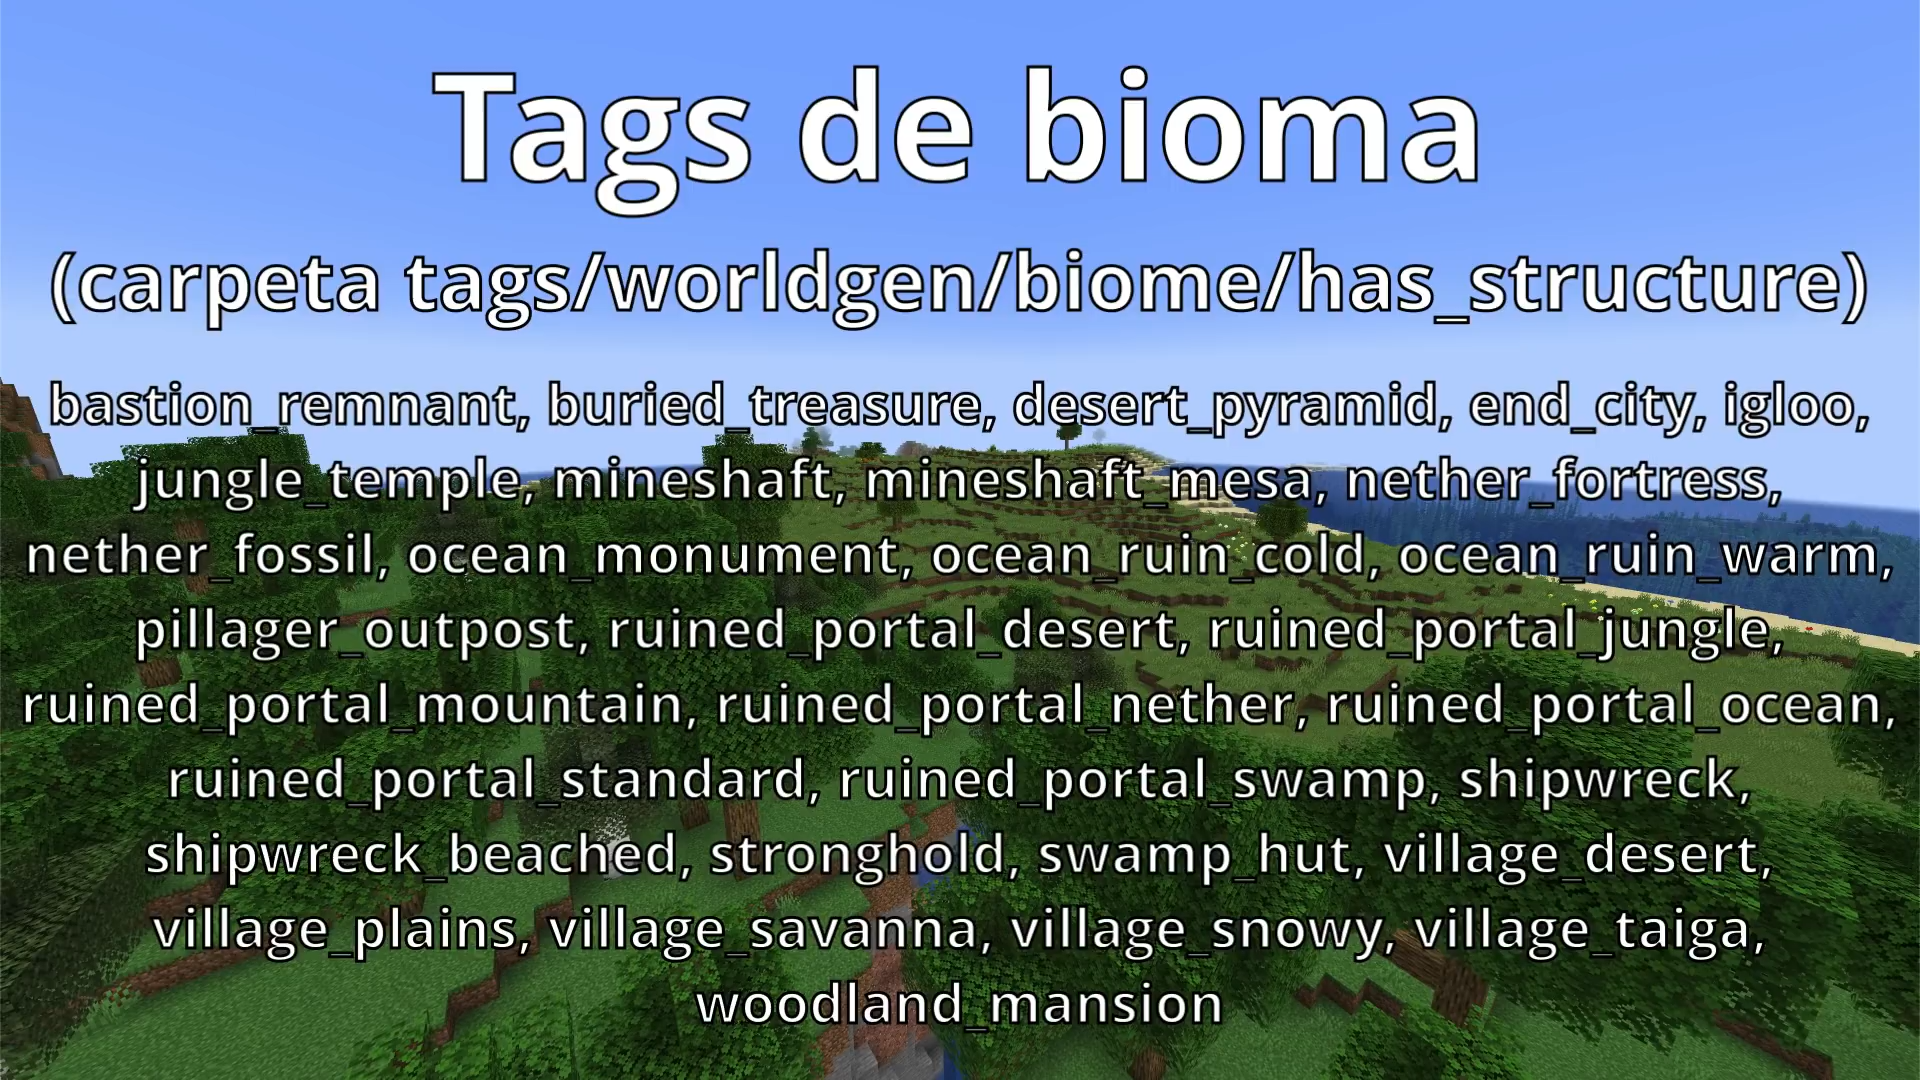 Tags de bioma
(carpeta tags/worldgen/biome/has_structure)
bastion_remnant, buried_treasure, desert_pyramid, end_city, igloo,
jungle_temple, mineshaft, mineshaft_mesa, nether_fortress,
nether_fossil, ocean_monument, ocean_ruin_cold, ocean_ruin_warm,
pillager_outpost, ruined_portal_desert, ruined_portal_jungle,
ruined_portal_mountain, ruined_portal_nether, ruined_portal_ocean,
ruined_portal_standard, ruined_portal_swamp, shipwreck,
shipwreck_beached, stronghold, swamp_hut, village_desert,
village_plains, village_savanna, village_snowy, village_taiga,
woodland_mansion